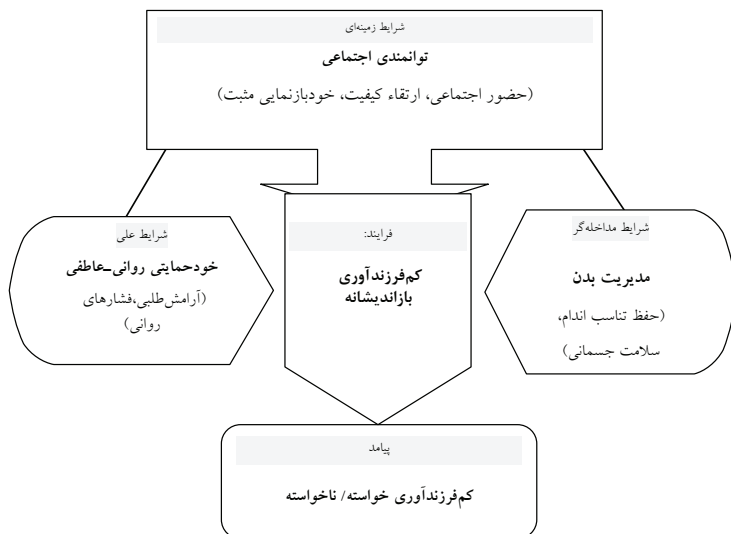 شرایط زمینه‌ای
توانمندی اجتماعی
(حضور اجتماعی، ارتقاء کیفیت، خودبازنمایی مثبت)
شرایط مداخله‌گر
مدیریت بدن
(حفظ تناسب اندام،
سلامت جسمانی)
فرایند:
کم‌فرزندآوری
بازاندیشانه
شرایط علی
خودحمایتی روانی-عاطفی
(آرامش‌طلبی،فشارهای
روانی)
پیامد
کم‌فرزندآوری خواسته/ ناخواسته